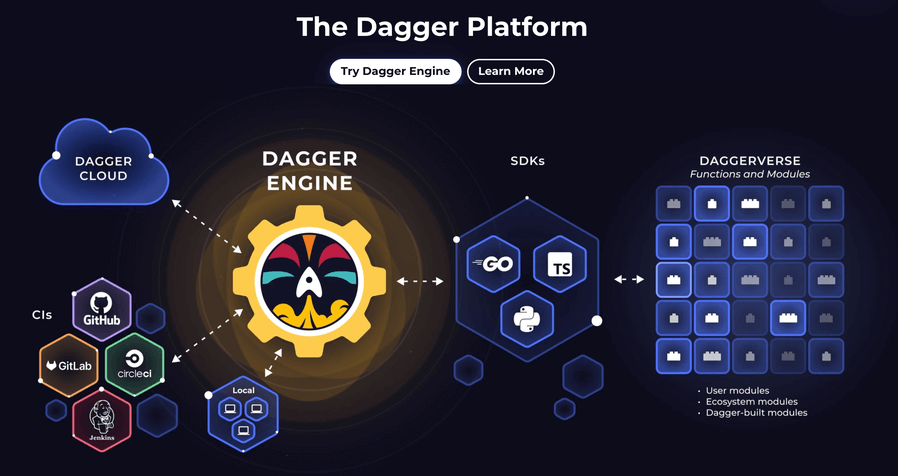 The Dagger Platform
Try Dagger Engine
Learn More
DAGGER
CLOUD
DAGGER
ENGINE
SDKs
DAGGERVERSE
Functions and Modules
GO
TS
CIs
GitHub
GitLab
circleci
Jenkins
Local
• User modules
• Ecosystem modules
• Dagger-built modules